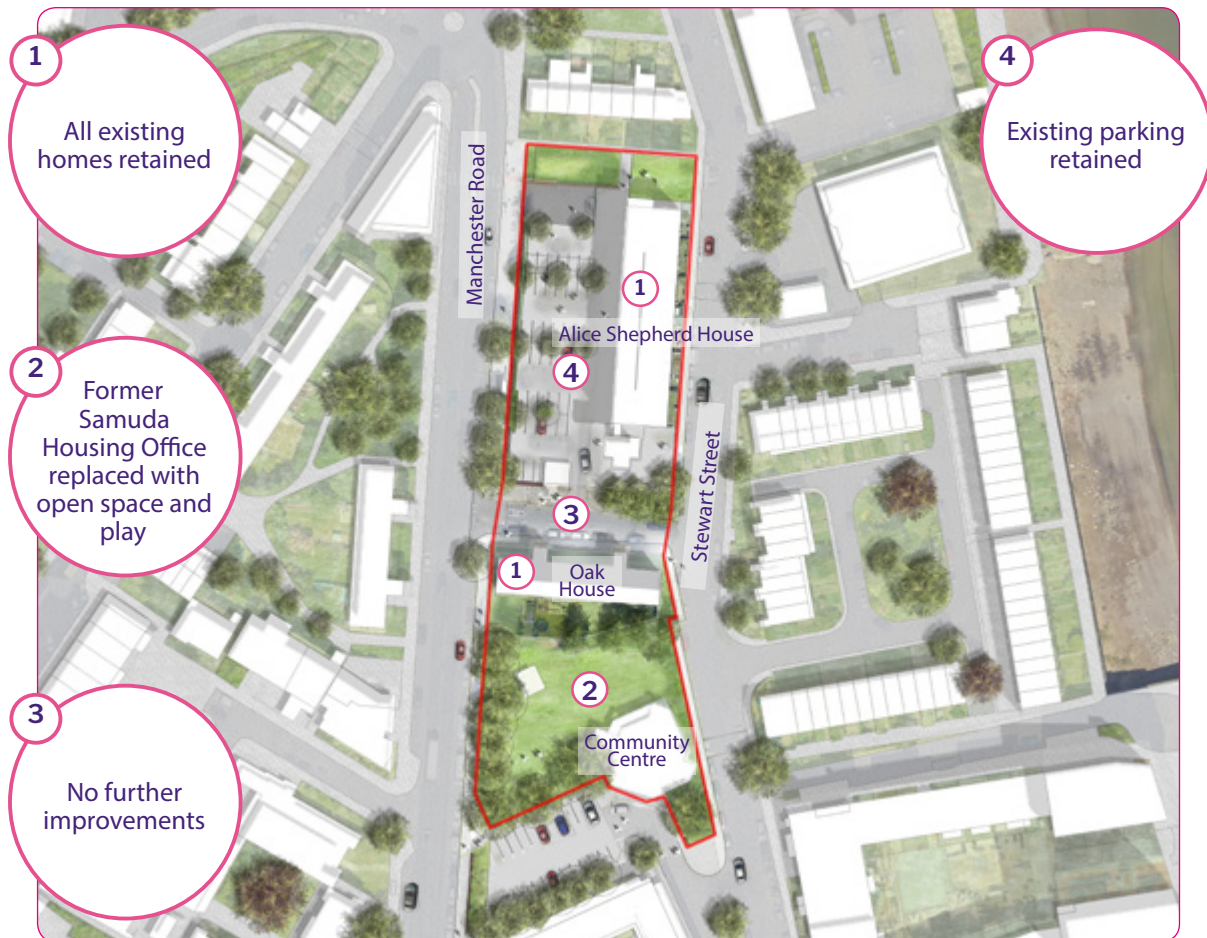 1
All existing
homes retained
2
Former
Samuda
Housing Office
replaced with
open space and
play
3
No further
improvements
4
Existing parking
retained
Manchester Road
1
Alice Shepherd House
4
Stewart Street
3
1
Oak
House
2
Community
Centre